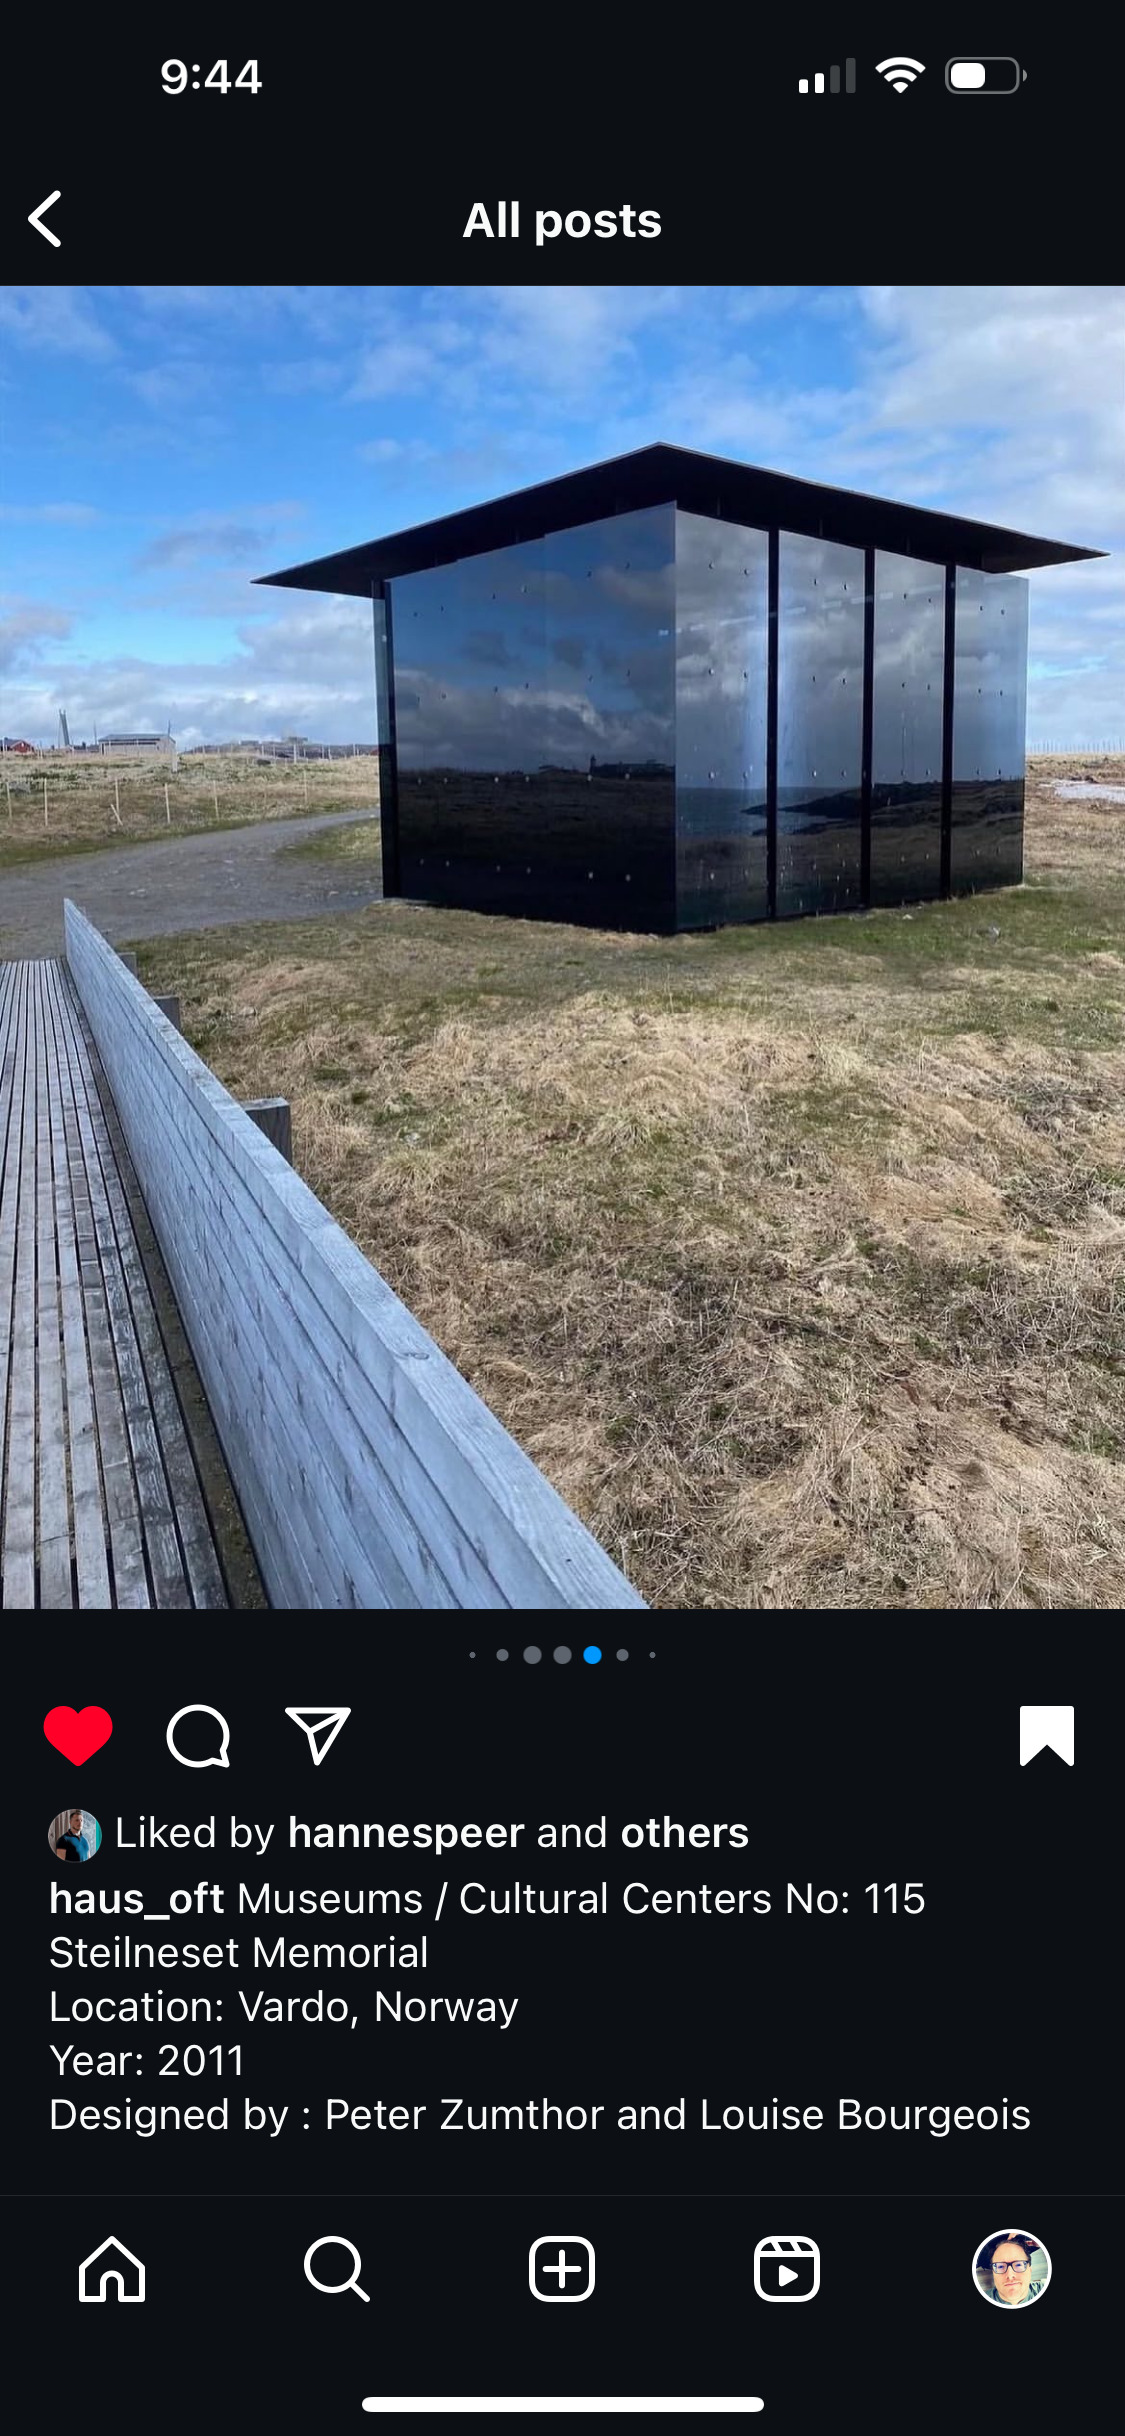 9:44
All posts
Liked by hannespeer and others
haus_oft Museums / Cultural Centers No: 115
Steilneset Memorial
Location: Vardo, Norway
Year: 2011
Designed by : Peter Zumthor and Louise Bourgeois